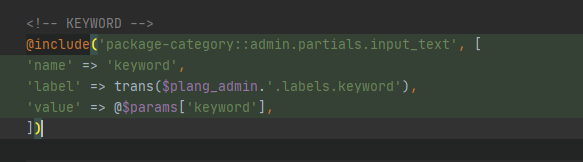 <!-- KEYWORD -->
@include('package-category::admin.partials.input_text', [
'name' => 'keyword',
'label' => trans($plang_admin.'.labels.keyword'),
'value' => @$params['keyword'],
])